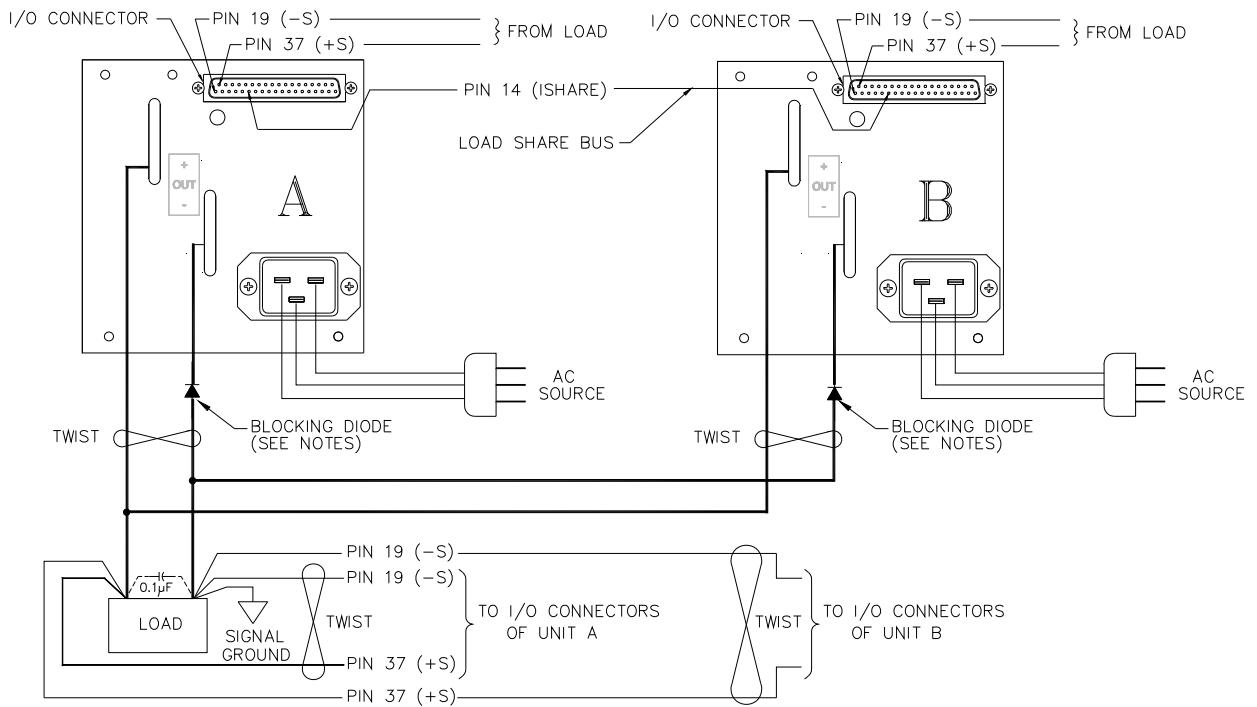 I/O CONNECTOR
PIN 19 (-S)
PIN 37 (+S)
FROM LOAD
I/O CONNECTOR
PIN 19 (-S)
PIN 37 (+S)
FROM LOAD
PIN 14 (ISHARE)
LOAD SHARE BUS
+
OUT
-
A
+
OUT
-
B
AC
SOURCE
AC
SOURCE
BLOCKING DIODE
(SEE NOTES)
TWIST
BLOCKING DIODE
(SEE NOTES)
TWIST
PIN 19 (-S)
PIN 19 (-S)
0.1µF
LOAD
SIGNAL
GROUND
TWIST
TO I/O CONNECTORS
OF UNIT A
TWIST
TO I/O CONNECTORS
OF UNIT B
PIN 37 (+S)
PIN 37 (+S)